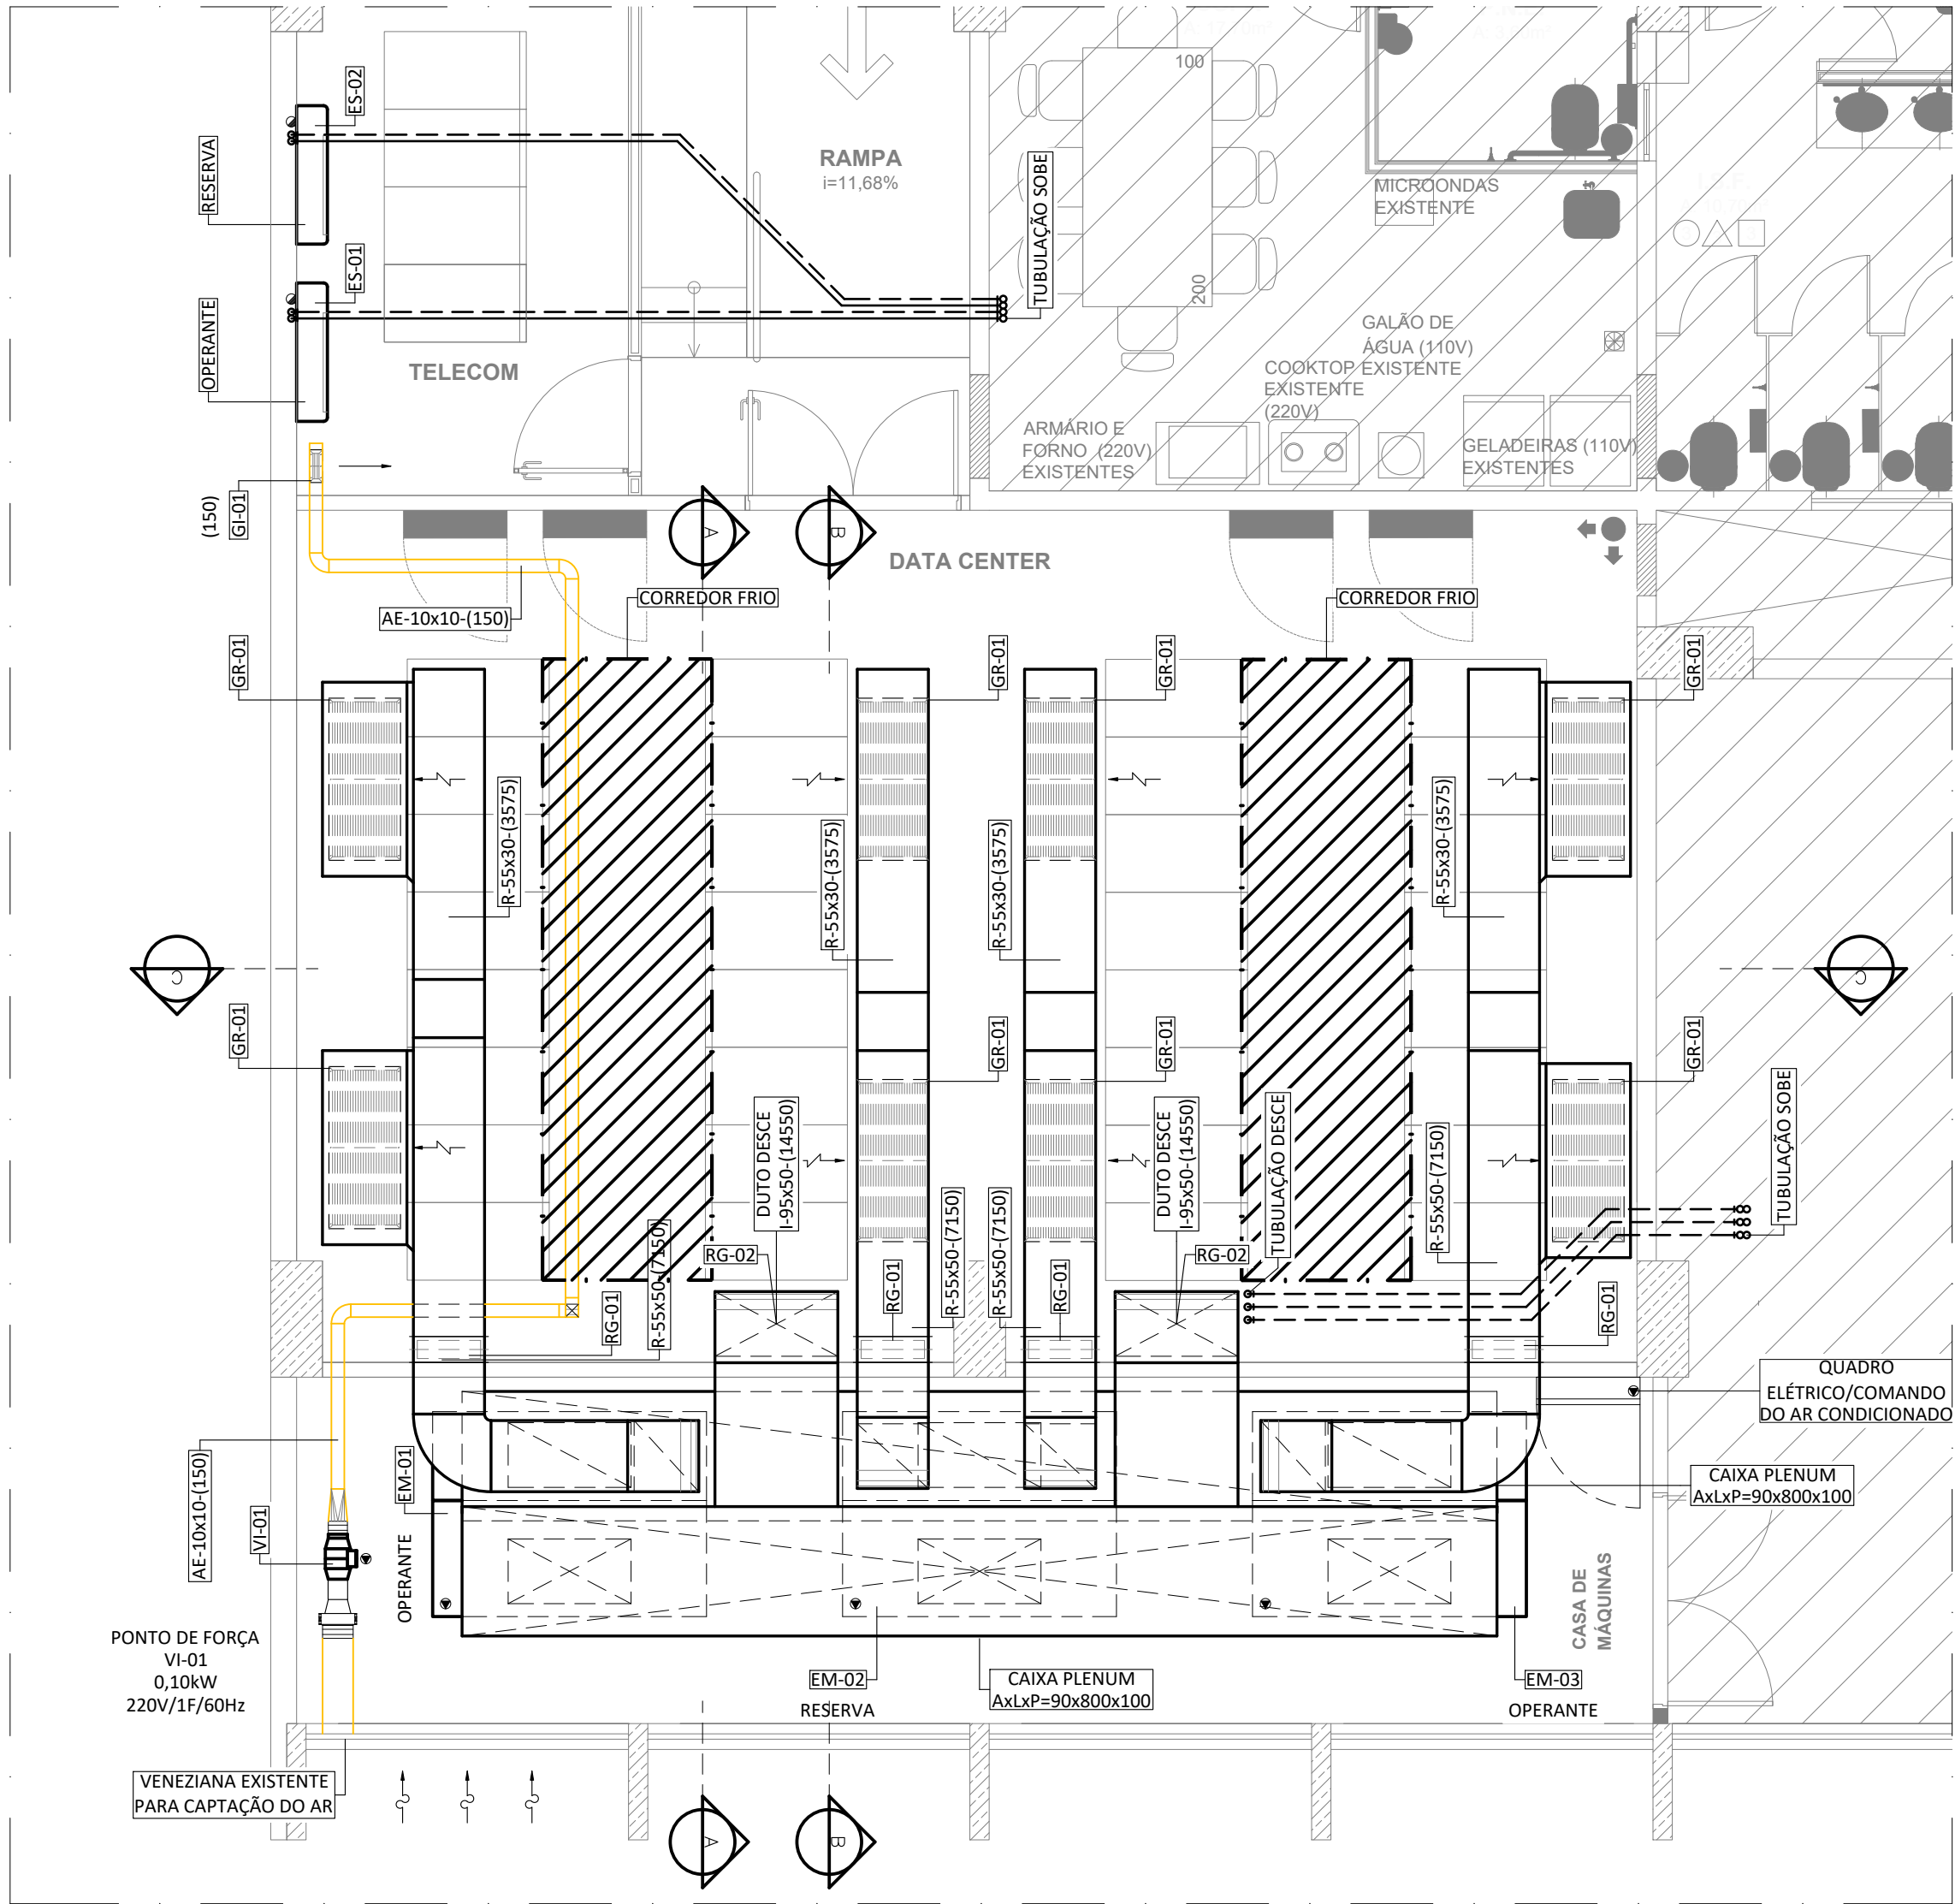 ES-02
RESERVA
ES-01
OPERANTE
RAMPA
i=11,68%
TUBULAÇÃO SOBE
100
200
MICROONDAS
EXISTENTE
GALÃO DE
ÁGUA (110V)
EXISTENTE
COOKTOP
EXISTENTE
(220V)
ARMÁRIO E
FORNO (220V)
EXISTENTES
GELADEIRAS (110V)
EXISTENTES
TELECOM
(150)
GI-01
A
B
DATA CENTER
CORREDOR FRIO
CORREDOR FRIO
AE-10x10-(150)
GR-01
GR-01
GR-01
GR-01
R-55x30-(3575)
R-55x30-(3575)
R-55x30-(3575)
R-55x30-(3575)
C
C
GR-01
GR-01
GR-01
GR-01
DUTO DESCE
I-95x50-(14550)
DUTO DESCE
I-95x50-(14550)
TUBULAÇÃO DESCE
TUBULAÇÃO SOBE
R-55x50-(7150)
R-55x50-(7150)
R-55x50-(7150)
R-55x50-(7150)
RG-02
RG-02
RG-01
RG-01
RG-01
RG-01
QUADRO
ELÉTRICO/COMANDO
DO AR CONDICIONADO
CAIXA PLENUM
AxLxP=90x800x100
AE-10x10-(150)
VI-01
EM-01
OPERANTE
CASA DE
MÁQUINAS
PONTO DE FORÇA
VI-01
0,10kW
220V/1F/60Hz
EM-02
RESERVA
CAIXA PLENUM
AxLxP=90x800x100
EM-03
OPERANTE
VENEZIANA EXISTENTE
PARA CAPTAÇÃO DO AR
A
B